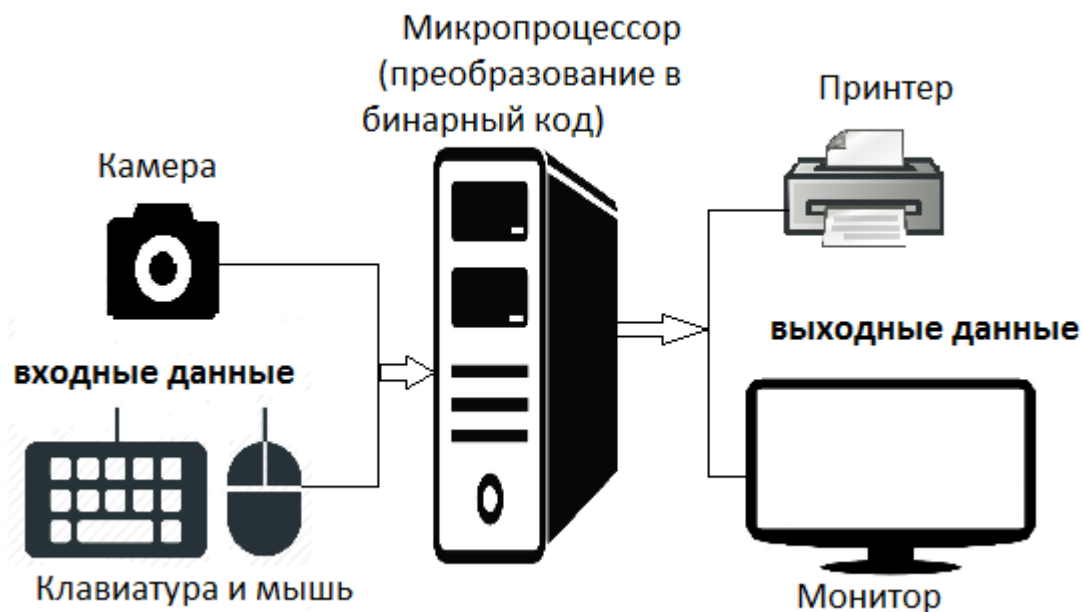 Микропроцессор
(преобразование в
бинарный код)
Принтер
Камера
выходные данные
входные данные
Клавиатура и мышь
Монитор